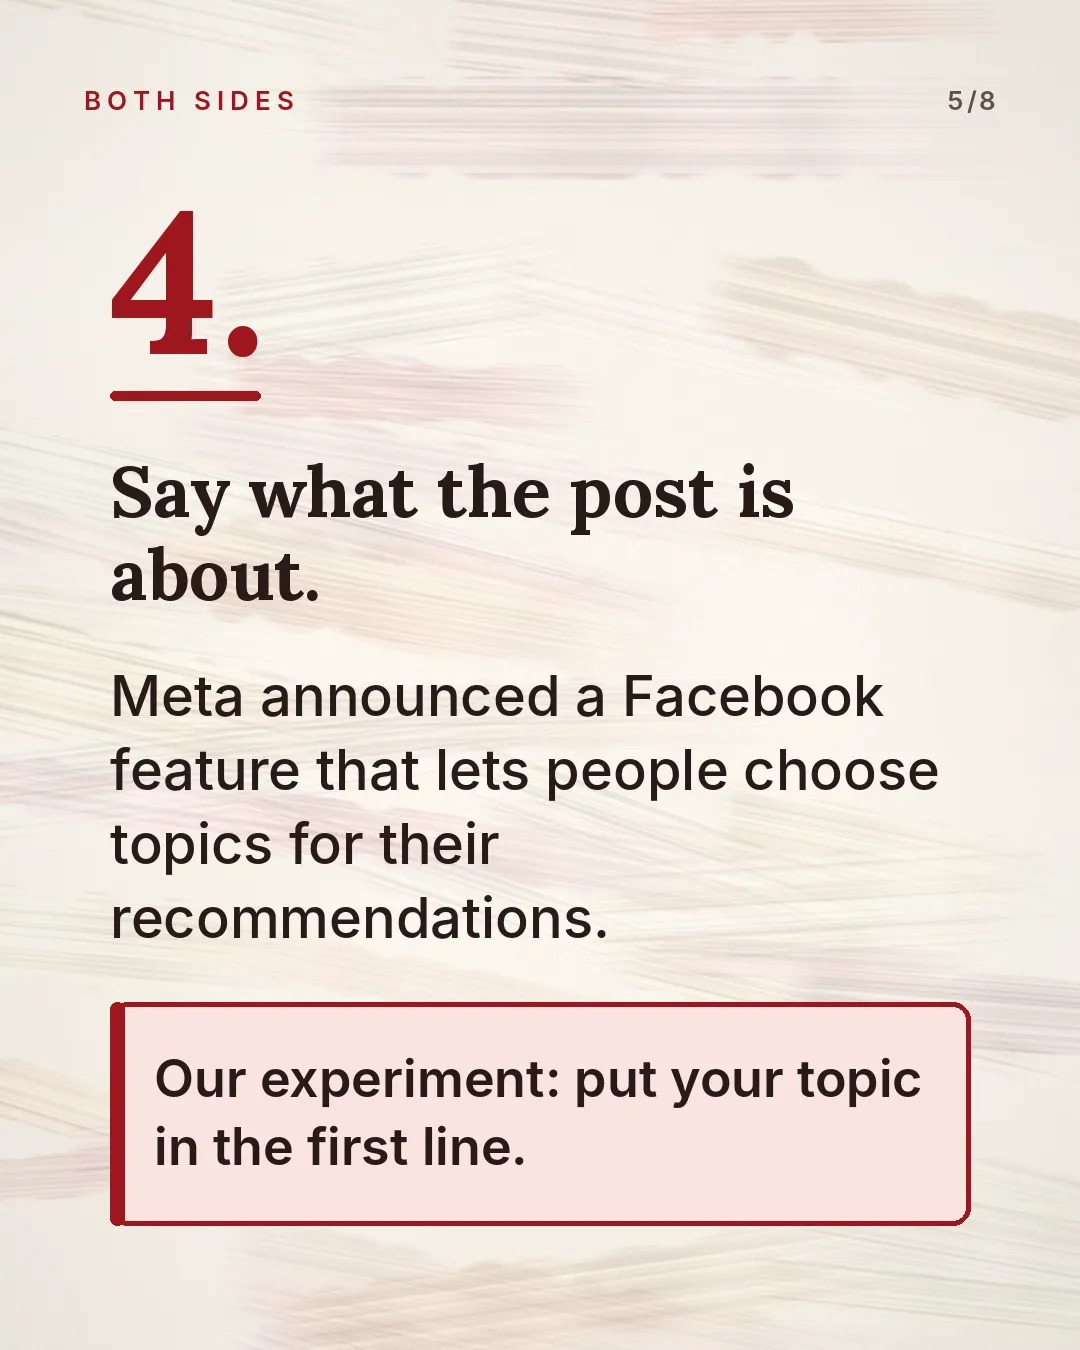 BOTH SIDES
5/8
4.
Say what the post is
about.
Meta announced a Facebook
feature that lets people choose
topics for their
recommendations.
Our experiment: put your topic
in the first line.